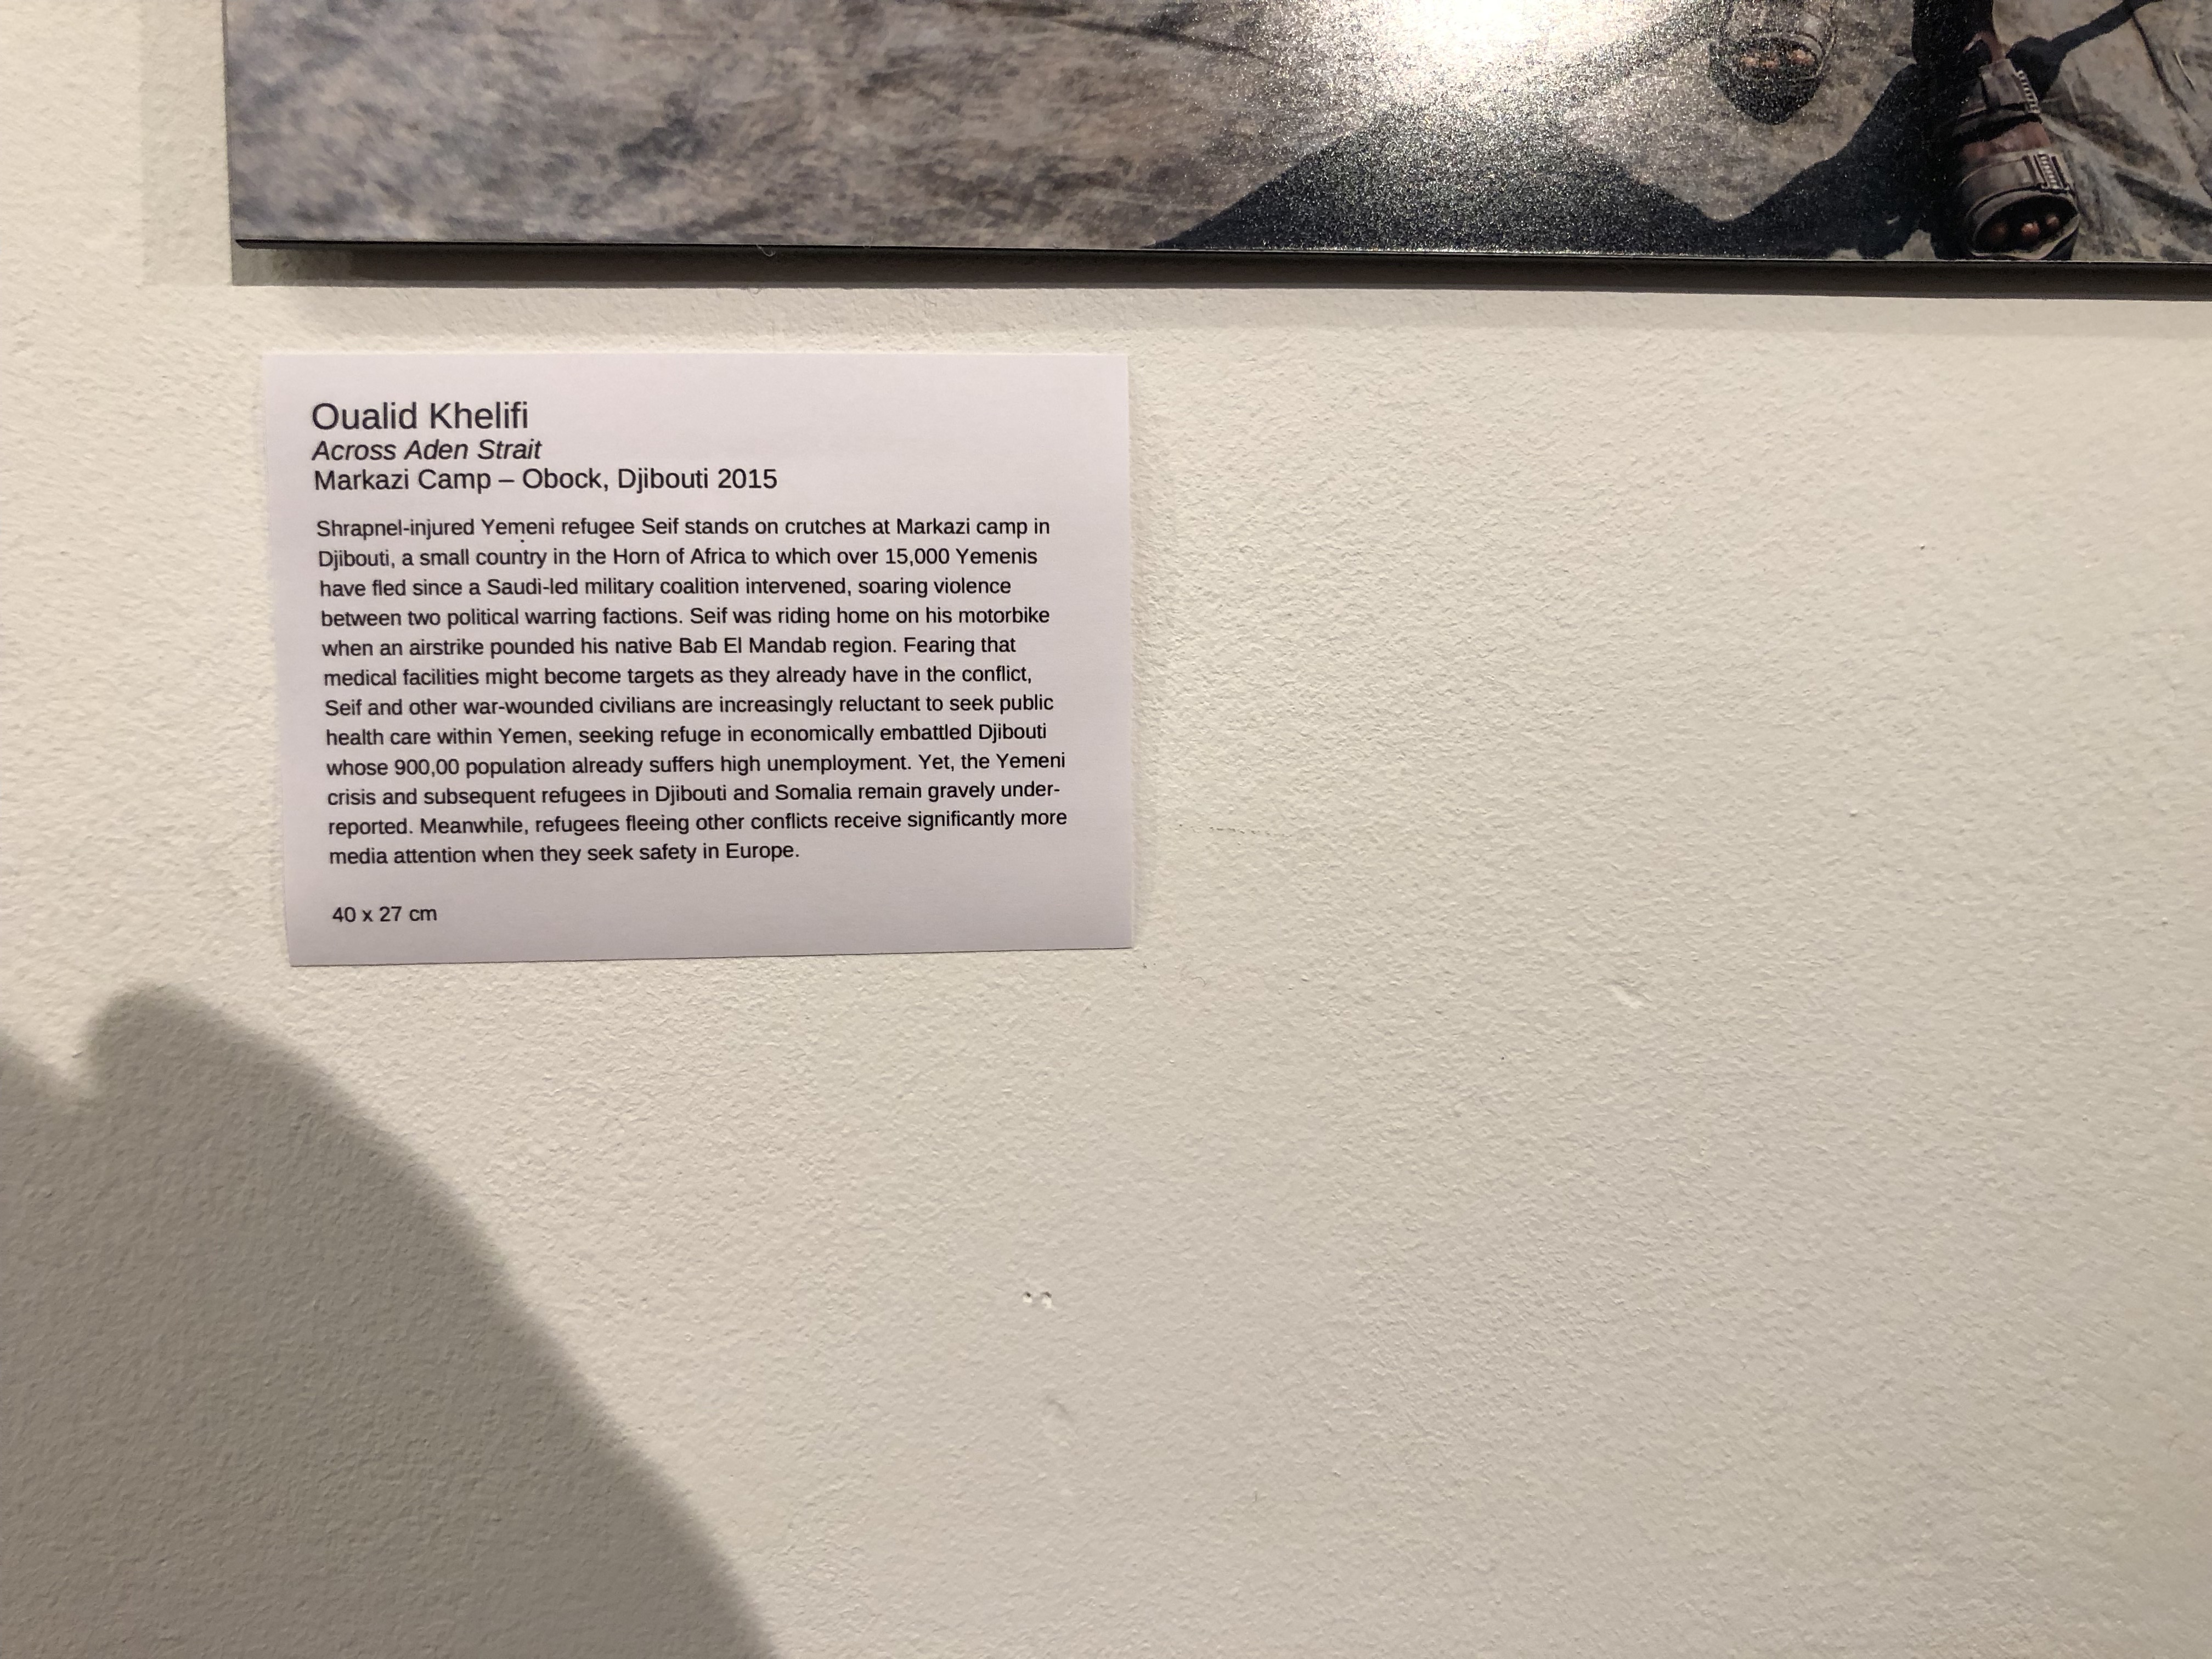 Oualid Khelifi
Across Aden Strait
Markazi Camp – Obock, Djibouti 2015
Shrapnel-injured Yemeni refugee Seif stands on crutches at Markazi camp in
Djibouti, a small country in the Horn of Africa to which over 15,000 Yemenis
have fled since a Saudi-led military coalition intervened, soaring violence
between two political warring factions. Seif was riding home on his motorbike
when an airstrike pounded his native Bab El Mandab region. Fearing that
medical facilities might become targets as they already have in the conflict,
Seif and other war-wounded civilians are increasingly reluctant to seek public
health care within Yemen, seeking refuge in economically embattled Djibouti
whose 900,00 population already suffers high unemployment. Yet, the Yemeni
crisis and subsequent refugees in Djibouti and Somalia remain gravely under-
reported. Meanwhile, refugees fleeing other conflicts receive significantly more
media attention when they seek safety in Europe.
40 x 27 cm